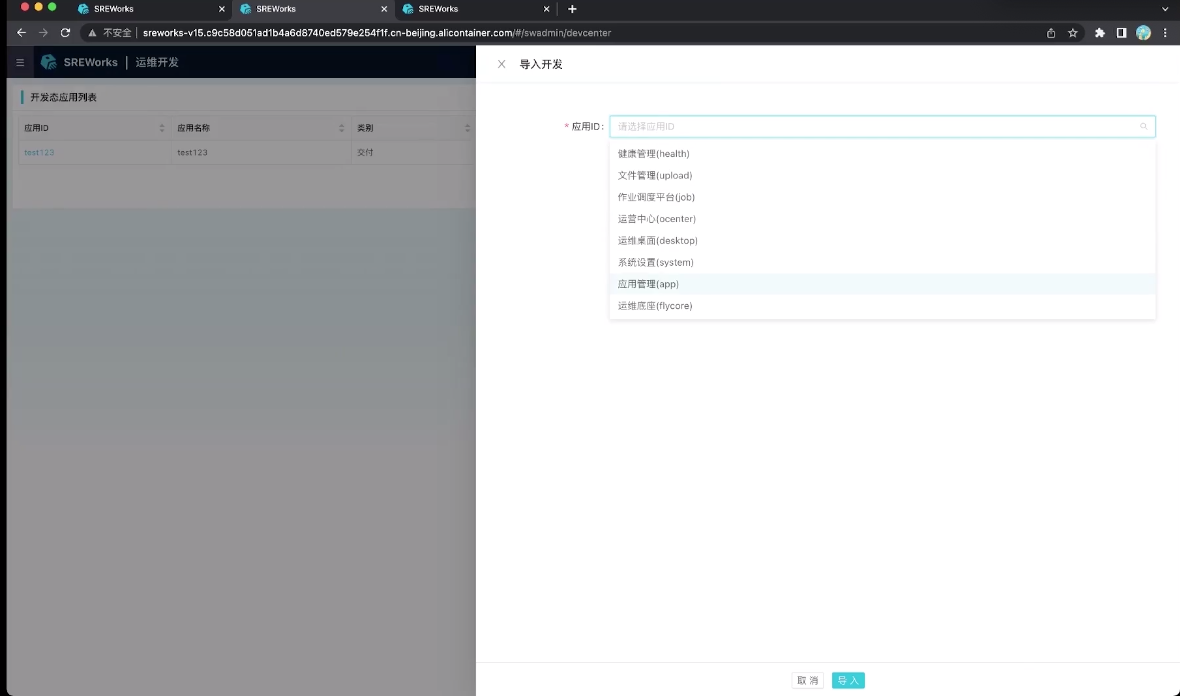 SREWorks
SREWorks
SREWorks
不安全 sreworks-v15.c9c58d051ad1b4a6d8740ed579e254f1f.cn-beijing.alicontainer.com/#/swadmin/devcenter
SREWorks | 运维开发
开发态应用列表
应用ID 应用名称 类别
test123 test123 交付
导入开发
* 应用ID: 请选择应用ID
健康管理(health)
文件管理(upload)
作业调度平台(job)
运营中心(ocenter)
运维桌面(desktop)
系统设置(system)
应用管理(app)
运维底座(flycore)
取 消 导 入